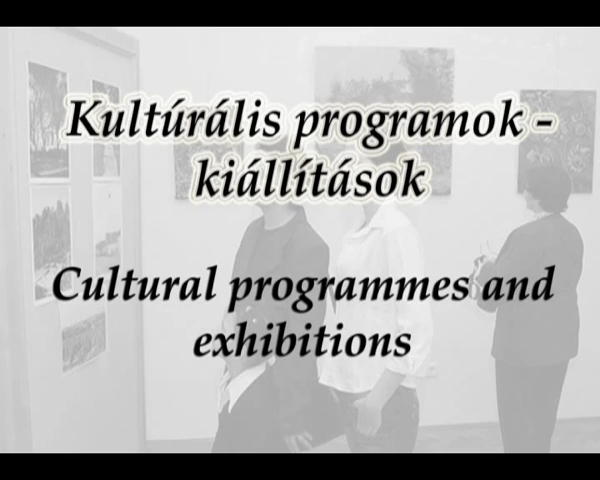 Kultúrális programok -
kiállítások
Cultural programmes and
exhibitions